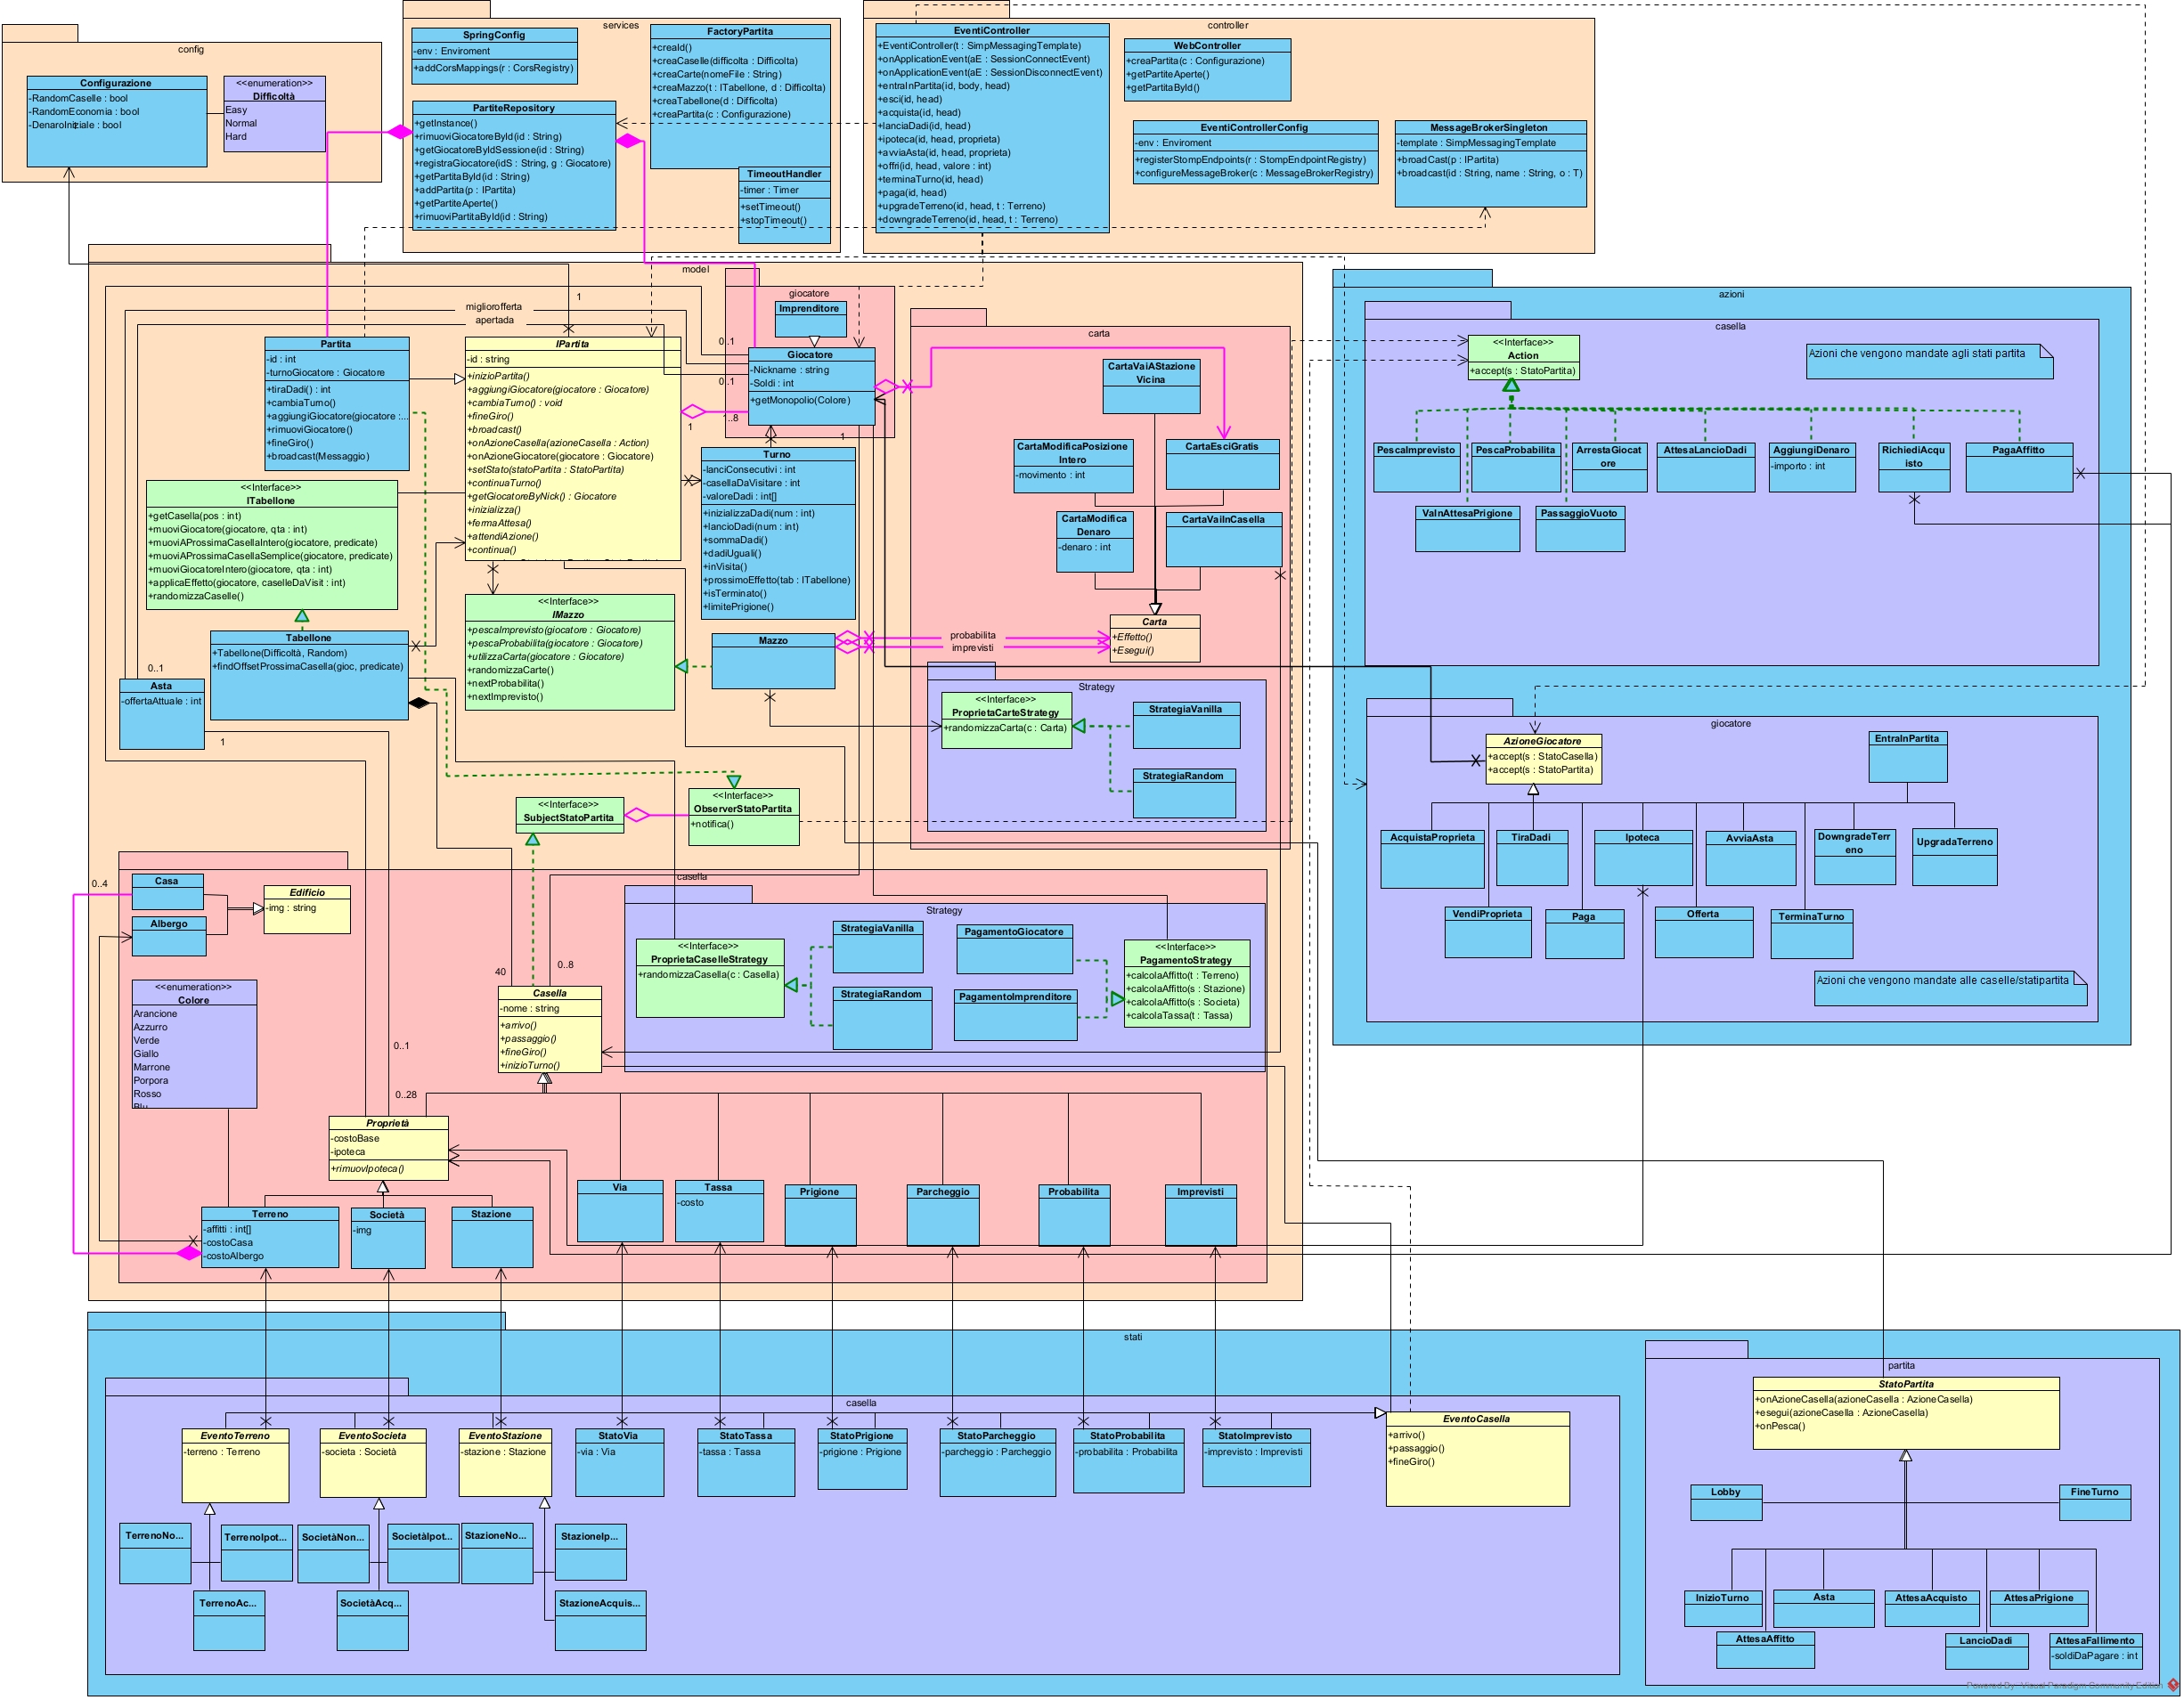 config
Configurazione
-RandomCaselle : bool
-RandomEconomia : bool
-DenaroIniziale : bool
<<enumeration>>
Difficoltà
Easy
Normal
Hard
services
SpringConfig
-env : Enviroment
+addCorsMappings(r : CorsRegistry)
FactoryPartita
+creaId()
+creaCaselle(difficolta : Difficolta)
+creaCarte(nomeFile : String)
+creaMazzo(t : ITabellone, d : Difficolta)
+creaTabellone(d : Difficolta)
+creaPartita(c : Configurazione)
PartiteRepository
+getInstance()
+rimuoviGiocatoreById(id : String)
+getGiocatoreByIdSessione(id : String)
+registraGiocatore(idS : String, g : Giocatore)
+getPartitaById(id : String)
+addPartita(p : IPartita)
+getPartiteAperte()
+rimuoviPartitaById(id : String)
TimeoutHandler
-timer : Timer
+setTimeout()
+stopTimeout()
controller
EventiController
+EventiController(t : SimpMessagingTemplate)
+onApplicationEvent(aE : SessionConnectEvent)
+onApplicationEvent(aE : SessionDisconnectEvent)
+entraInPartita(id, body, head)
+esci(id, head)
+acquista(id, head)
+lanciaDadi(id, head)
+ipoteca(id, head, proprieta)
+avviaAsta(id, head, proprieta)
+offri(id, head, valore : int)
+terminaTurno(id, head)
+paga(id, head)
+upgradeTerreno(id, head, t : Terreno)
+downgradeTerreno(id, head, t : Terreno)
WebController
+creaPartita(c : Configurazione)
+getPartiteAperte()
+getPartitaById()
EventiControllerConfig
-env : Enviroment
+registerStompEndpoints(r : StompEndpointRegistry)
+configureMessageBroker(c : MessageBrokerRegistry)
MessageBrokerSingleton
-template : SimpMessagingTemplate
+broadCast(p : IPartita)
+broadcast(id : String, name : String, o : T)
model
1
migliorofferta
apertada
Partita
-id : int
-turnoGiocatore : Giocatore
+tiraDadi() : int
+cambiaTurno()
+aggiungiGiocatore(giocatore :...
+rimuoviGiocatore()
+fineGiro()
+broadcast(Messaggio)
IPartita
-id : string
+inizioPartita()
+aggiungiGiocatore(giocatore : Giocatore)
+cambiaTurno() : void
+fineGiro()
+broadcast()
+onAzioneCasella(azioneCasella : Action)
+onAzioneGiocatore(giocatore : Giocatore)
+setStato(statoPartita : StatoPartita)
+continuaTurno()
+getGiocatoreByNick() : Giocatore
+inizializza()
+fermaAttesa()
+attendiAzione()
+continua()
giocatore
Imprenditore
0..1
Giocatore
-Nickname : string
-Soldi : int
+getMonopolio(Colore)
0..1
1..8
1
1
Turno
-lanciConsecutivi : int
-casellaDaVisitare : int
-valoreDadi : int[]
+inizializzaDadi(num : int)
+lancioDadi(num : int)
+sommaDadi()
+dadiUguali()
+inVisita()
+prossimoEffetto(tab : ITabellone)
+isTerminato()
+limitePrigione()
<<Interface>>
ITabellone
+getCasella(pos : int)
+muoviGiocatore(giocatore, qta : int)
+muoviAProssimaCasellaIntero(giocatore, predicate)
+muoviAProssimaCasellaSemplice(giocatore, predicate)
+muoviGiocatoreIntero(giocatore, qta : int)
+applicaEffetto(giocatore, caselleDaVisit : int)
+randomizzaCaselle()
Tabellone
+Tabellone(Difficoltà, Random)
+findOffsetProssimaCasella(gioc, predicate)
0..1
Asta
-offertaAttuale : int
1
<<Interface>>
IMazzo
+pescaImprevisto(giocatore : Giocatore)
+pescaProbabilita(giocatore : Giocatore)
+utilizzaCarta(giocatore : Giocatore)
+randomizzaCarte()
+nextProbabilita()
+nextImprevisto()
Mazzo
carta
CartaVaiAStazione
Vicina
CartaModificaPosizione
Intero
-movimento : int
CartaEsciGratis
CartaModifica
Denaro
-denaro : int
CartaVaiInCasella
Carta
+Effetto()
+Esegui()
probabilita
imprevisti
Strategy
<<Interface>>
ProprietaCarteStrategy
+randomizzaCarta(c : Carta)
StrategiaVanilla
StrategiaRandom
<<Interface>>
SubjectStatoPartita
<<Interface>>
ObserverStatoPartita
+notifica()
azioni
casella
<<Interface>>
Action
+accept(s : StatoPartita)
Azioni che vengono mandate agli stati partita
PescaImprevisto
PescaProbabilita
ArrestaGiocat
ore
AttesaLancioDadi
AggiungiDenaro
-importo : int
RichiediAcqu
isto
PagaAffitto
VaInAttesaPrigione
PassaggioVuoto
giocatore
AzioneGiocatore
+accept(s : StatoCasella)
+accept(s : StatoPartita)
EntraInPartita
AcquistaProprieta
TiraDadi
Ipoteca
AvviaAsta
DowngradeTerr
eno
UpgradaTerreno
VendiProprieta
Paga
Offerta
TerminaTurno
Azioni che vengono mandate alle caselle/statipartita
casella
0..4
Casa
Albergo
Edificio
-img : string
<<enumeration>>
Colore
Arancione
Azzurro
Verde
Giallo
Marrone
Porpora
Rosso
Blu
Strategy
<<Interface>>
ProprietaCaselleStrategy
+randomizzaCasella(c : Casella)
StrategiaVanilla
StrategiaRandom
PagamentoGiocatore
PagamentoImprenditore
<<Interface>>
PagamentoStrategy
+calcolaAffitto(t : Terreno)
+calcolaAffitto(s : Stazione)
+calcolaAffitto(s : Societa)
+calcolaTassa(t : Tassa)
40
0..8
Casella
-nome : string
+arrivo()
+passaggio()
+fineGiro()
+inizioTurno()
0..1
0..28
Proprietà
-costoBase
-ipoteca
+rimuovIpoteca()
Terreno
-affitti : int[]
-costoCasa
-costoAlbergo
Società
-img
Stazione
Via
Tassa
-costo
Prigione
Parcheggio
Probabilita
Imprevisti
stati
casella
EventoTerreno
-terreno : Terreno
EventoSocieta
-societa : Società
EventoStazione
-stazione : Stazione
StatoVia
-via : Via
StatoTassa
-tassa : Tassa
StatoPrigione
-prigione : Prigione
StatoParcheggio
-parcheggio : Parcheggio
StatoProbabilita
-probabilita : Probabilita
StatoImprevisto
-imprevisto : Imprevisti
EventoCasella
+arrivo()
+passaggio()
+fineGiro()
TerrenoNo...
TerrenoIpot...
SocietàNon...
SocietàIpot...
StazioneNo...
StazioneIp...
TerrenoAc...
SocietàAcq...
StazioneAcquis...
partita
StatoPartita
+onAzioneCasella(azioneCasella : AzioneCasella)
+esegui(azioneCasella : AzioneCasella)
+onPesca()
Lobby
FineTurno
InizioTurno
Asta
AttesaAcquisto
AttesaPrigione
AttesaAffitto
LancioDadi
AttesaFallimento
-soldiDaPagare : int
Powered By Visual Paradigm Community Edition